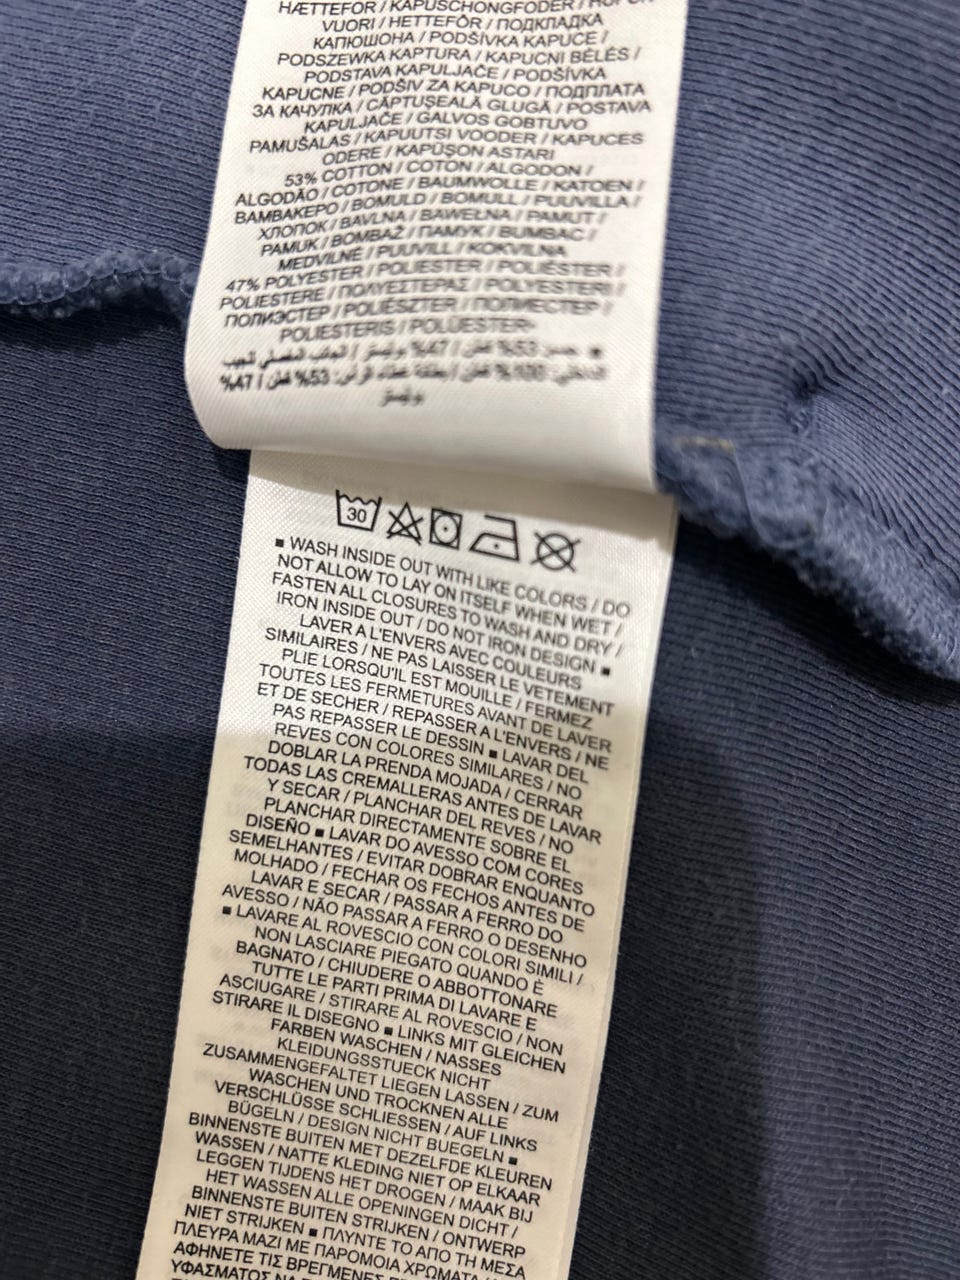 HÆTTEFOR / KAPUSCHONGFODER / HUPUN
VUORI / HETTEFÔR / ПОДКЛАДКА
КАПЮШОНА / PODŠÍVKA KAPUCE /
PODSZEWKA KAPTURA / KAPUCNI BÉLÉS /
PODSTAVA KAPULJAČE / PODŠÍVKA
KAPUCNE / PODŠIV ZA KAPUCO / ПОДПЛАТА
ЗА КАЧУЛКА / CĂPTUȘEALĂ GLUGĂ / POSTAVA
KAPULJAČE / GALVOS GOBTUVO
PAMUŠALAS / KAPUUTSI VOODER / KAPUCES
ODERE / KAPÜŞON ASTARI
53% COTTON / COTON / ALGODON /
ALGODÃO / COTONE / BAUMWOLLE / KATOEN /
ΒΑΜΒΑΚΕΡΟ / BOMULD / BOMULL / PUUVILLA /
ХЛОПОК / BAVLNA / BAWEŁNA / PAMUT /
PAMUK / BOMBAŽ / ПАМУК / BUMBAC /
MEDVILNĖ / PUUVILL / KOKVILNA
47% POLYESTER / POLIESTER / POLIÉSTER /
POLIESTERE / ΠΟΛΥΕΣΤΕΡΑΣ / POLYESTERI /
ПОЛИЭСТЕР / POLIÉSZTER / ПОЛИЕСТЕР /
POLIESTERIS / POLÜESTER
30
▪ WASH INSIDE OUT WITH LIKE COLORS / DO
NOT ALLOW TO LAY ON ITSELF WHEN WET /
FASTEN ALL CLOSURES TO WASH AND DRY /
IRON INSIDE OUT / DO NOT IRON DESIGN ▪
LAVER A L'ENVERS AVEC COULEURS
SIMILAIRES / NE PAS LAISSER LE VETEMENT
PLIE LORSQU'IL EST MOUILLE / FERMEZ
TOUTES LES FERMETURES AVANT DE LAVER
ET DE SECHER / REPASSER A L'ENVERS / NE
PAS REPASSER LE DESSIN ▪ LAVAR DEL
REVES CON COLORES SIMILARES / NO
DOBLAR LA PRENDA MOJADA / CERRAR
TODAS LAS CREMALLERAS ANTES DE LAVAR
Y SECAR / PLANCHAR DEL REVES / NO
PLANCHAR DIRECTAMENTE SOBRE EL
DISEÑO ▪ LAVAR DO AVESSO COM CORES
SEMELHANTES / EVITAR DOBRAR ENQUANTO
MOLHADO / FECHAR OS FECHOS ANTES DE
LAVAR E SECAR / PASSAR A FERRO DO
AVESSO / NÃO PASSAR A FERRO O DESENHO
▪ LAVARE AL ROVESCIO CON COLORI SIMILI /
NON LASCIARE PIEGATO QUANDO È
BAGNATO / CHIUDERE O ABBOTTONARE
TUTTE LE PARTI PRIMA DI LAVARE E
ASCIUGARE / STIRARE AL ROVESCIO / NON
STIRARE IL DISEGNO ▪ LINKS MIT GLEICHEN
FARBEN WASCHEN / NASSES
KLEIDUNGSSTUECK NICHT
ZUSAMMENGEFALTET LIEGEN LASSEN / ZUM
WASCHEN UND TROCKNEN ALLE
VERSCHLÜSSE SCHLIESSEN / AUF LINKS
BÜGELN / DESIGN NICHT BUEGELN ▪
BINNENSTE BUITEN MET DEZELFDE KLEUREN
WASSEN / NATTE KLEDING NIET OP ELKAAR
LEGGEN TIJDENS HET DROGEN / MAAK BIJ
HET WASSEN ALLE OPENINGEN DICHT /
BINNENSTE BUITEN STRIJKEN / ONTWERP
NIET STRIJKEN ▪ ΠΛΥΝΤΕ ΤΟ ΑΠΟ ΤΗ ΜΕΣΑ
ΠΛΕΥΡΑ ΜΑΖΙ ΜΕ ΠΑΡΟΜΟΙΑ ΧΡΩΜΑΤΑ /
ΑΦΗΝΕΤΕ ΤΙΣ ΒΡΕΓΜΕΝΕΣ
ΥΦΑΣΜΑΤΟΣ ΝΑ